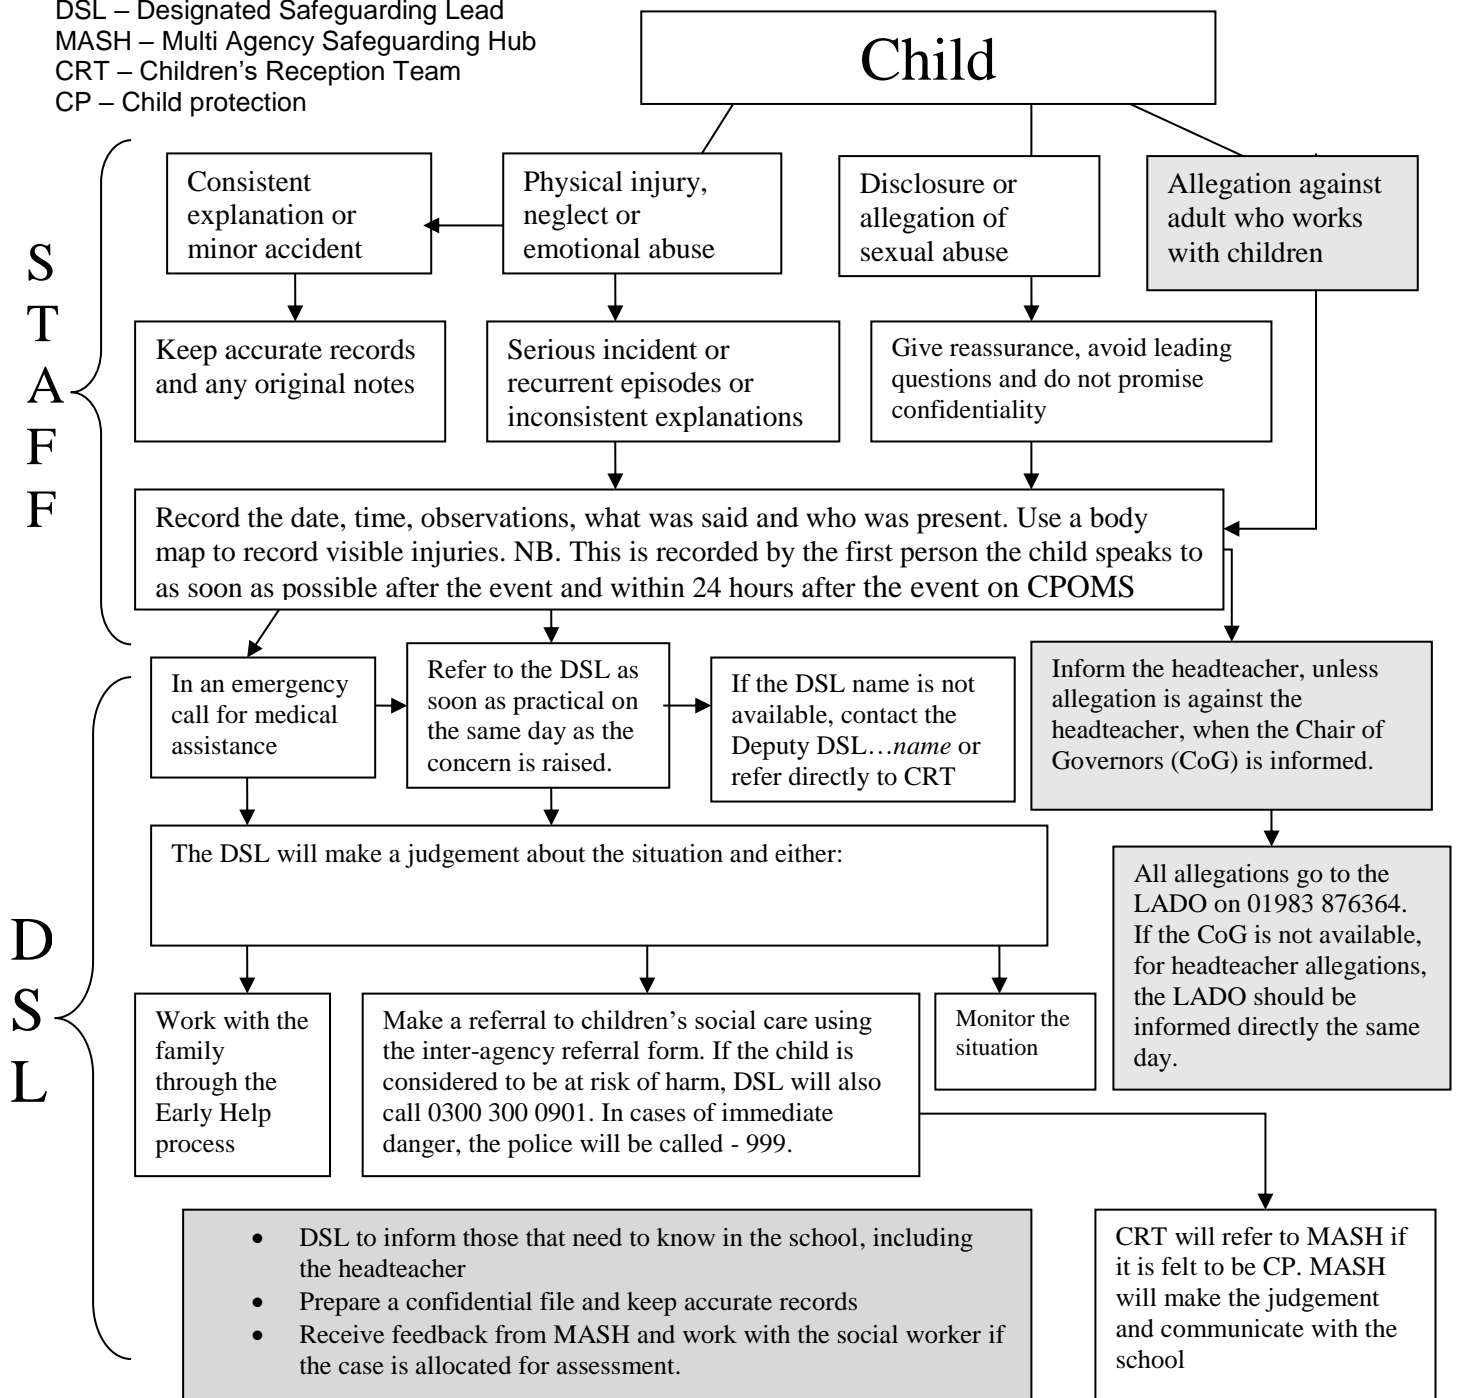 DSL – Designated Safeguarding Lead
MASH – Multi Agency Safeguarding Hub
CRT – Children’s Reception Team
CP – Child protection
Child
S
T
A
F
F
Consistent
explanation or
minor accident
Physical injury,
neglect or
emotional abuse
Disclosure or
allegation of
sexual abuse
Allegation against
adult who works
with children
Keep accurate records
and any original notes
Serious incident or
recurrent episodes or
inconsistent explanations
Give reassurance, avoid leading
questions and do not promise
confidentiality
Record the date, time, observations, what was said and who was present. Use a body
map to record visible injuries. NB. This is recorded by the first person the child speaks to
as soon as possible after the event and within 24 hours after the event on CPOMS
D
S
L
In an emergency
call for medical
assistance
Refer to the DSL as
soon as practical on
the same day as the
concern is raised.
If the DSL name is not
available, contact the
Deputy DSL…name or
refer directly to CRT
Inform the headteacher, unless
allegation is against the
headteacher, when the Chair of
Governors (CoG) is informed.
The DSL will make a judgement about the situation and either:
All allegations go to the
LADO on 01983 876364.
If the CoG is not available,
for headteacher allegations,
the LADO should be
informed directly the same
day.
Work with the
family
through the
Early Help
process
Make a referral to children’s social care using
the inter-agency referral form. If the child is
considered to be at risk of harm, DSL will also
call 0300 300 0901. In cases of immediate
danger, the police will be called - 999.
Monitor the
situation
• DSL to inform those that need to know in the school, including
the headteacher
• Prepare a confidential file and keep accurate records
• Receive feedback from MASH and work with the social worker if
the case is allocated for assessment.
CRT will refer to MASH if
it is felt to be CP. MASH
will make the judgement
and communicate with the
school